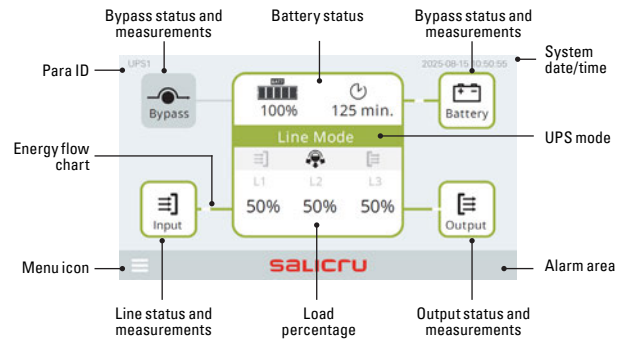 Bypass status and
measurements
Battery status
Bypass status and
measurements
Para ID
System
date/time
UPS1
2025-08-15 10:50:55
BATT
100%
125 min.
Bypass
Battery
Line Mode
UPS mode
Energy flow
chart
L1
L2
L3
50%
50%
50%
Input
Output
Menu icon
salicru
Alarm area
Line status and
measurements
Load
percentage
Output status and
measurements